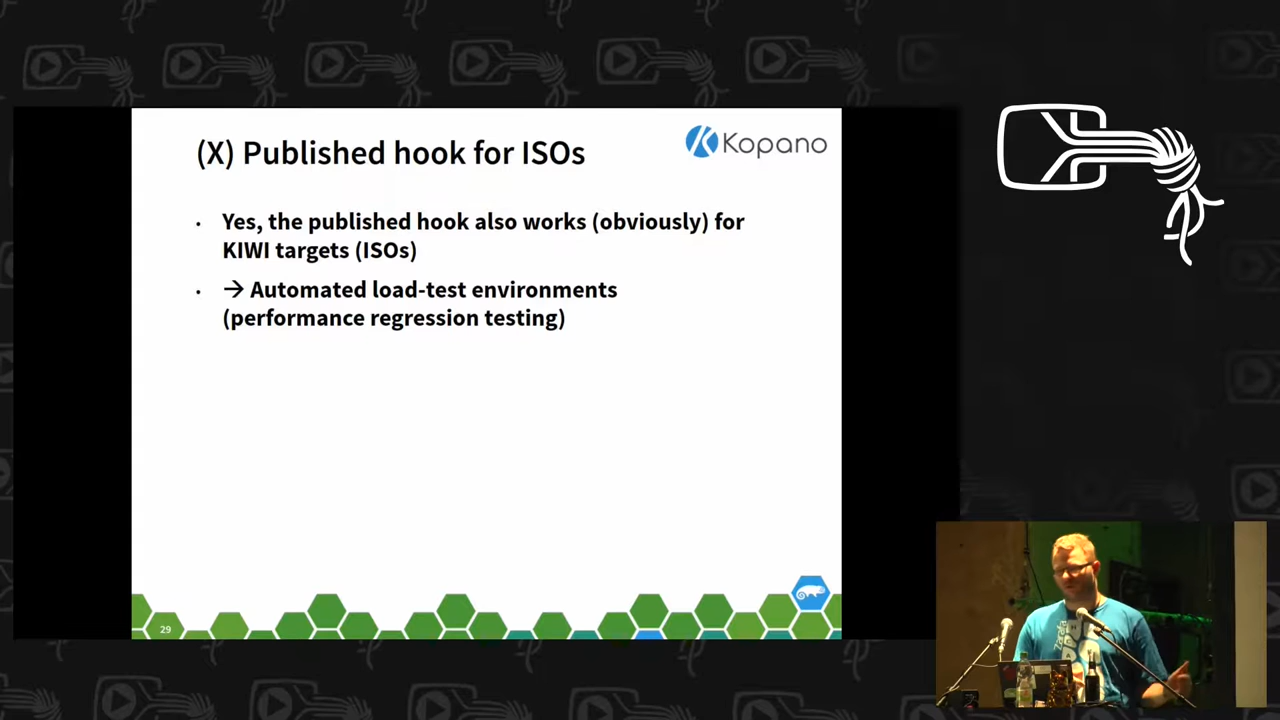 (X) Published hook for ISOs
Kopano
Yes, the published hook also works (obviously) for
KIWI targets (ISOs)
→ Automated load-test environments
(performance regression testing)
29